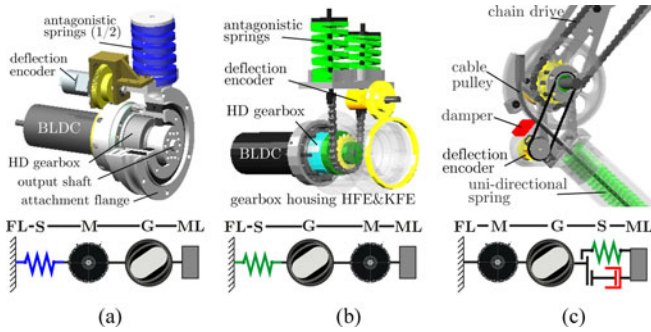 antagonistic
springs (1/2)
deflection
encoder
BLDC
HD gearbox
output shaft
attachment flange
FL-S M G ML
(a)
antagonistic
springs
deflection
encoder
HD gearbox
BLDC
gearbox housing HFE&KFE
FL-S G M ML
(b)
chain drive
cable
pulley
damper
deflection
encoder
uni-directional
spring
FL-M G S ML
(c)